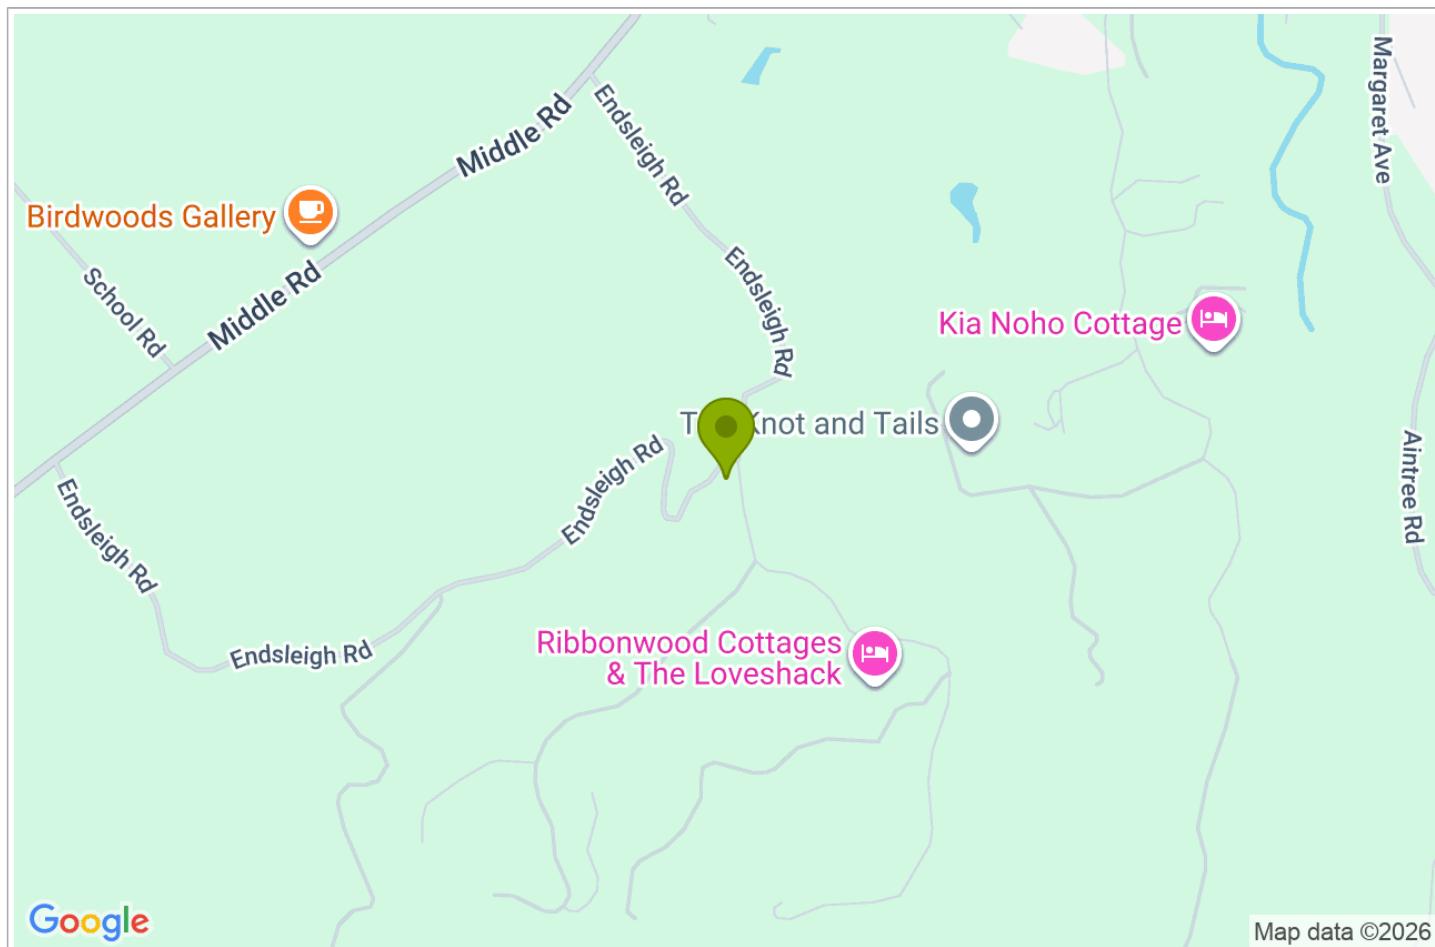 Middle Rd
Endsleigh Rd
Margaret Ave
Birdwoods Gallery
School Rd
Middle Rd
Endsleigh Rd
Kia Noho Cottage
Knot and Tails
Endsleigh Rd
Aintree Rd
Endsleigh Rd
Endsleigh Rd
Ribbonwood Cottages
& The Loveshack
Google
Map data ©2026